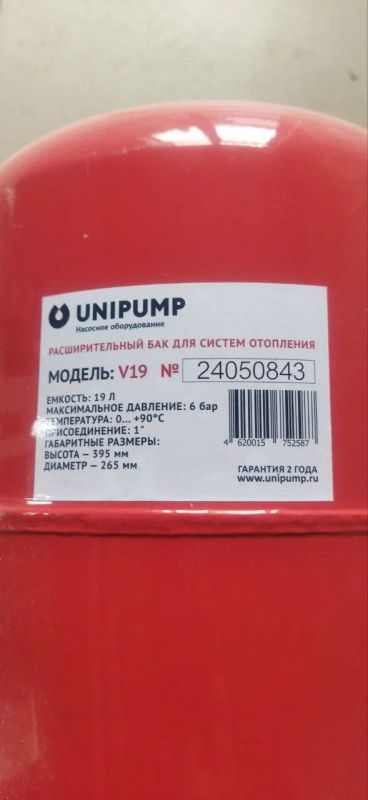 UNIPUMP
Насосное оборудование
РАСШИРИТЕЛЬНЫЙ БАК ДЛЯ СИСТЕМ ОТОПЛЕНИЯ
МОДЕЛЬ: V19 № 24050843
ЕМКОСТЬ: 19 Л
МАКСИМАЛЬНОЕ ДАВЛЕНИЕ: 6 бар
ТЕМПЕРАТУРА: 0... +90°С
ПРИСОЕДИНЕНИЕ: 1"
ГАБАРИТНЫЕ РАЗМЕРЫ:
ВЫСОТА – 395 мм
ДИАМЕТР – 265 мм
4 620015 752587
ГАРАНТИЯ 2 ГОДА
www.unipump.ru